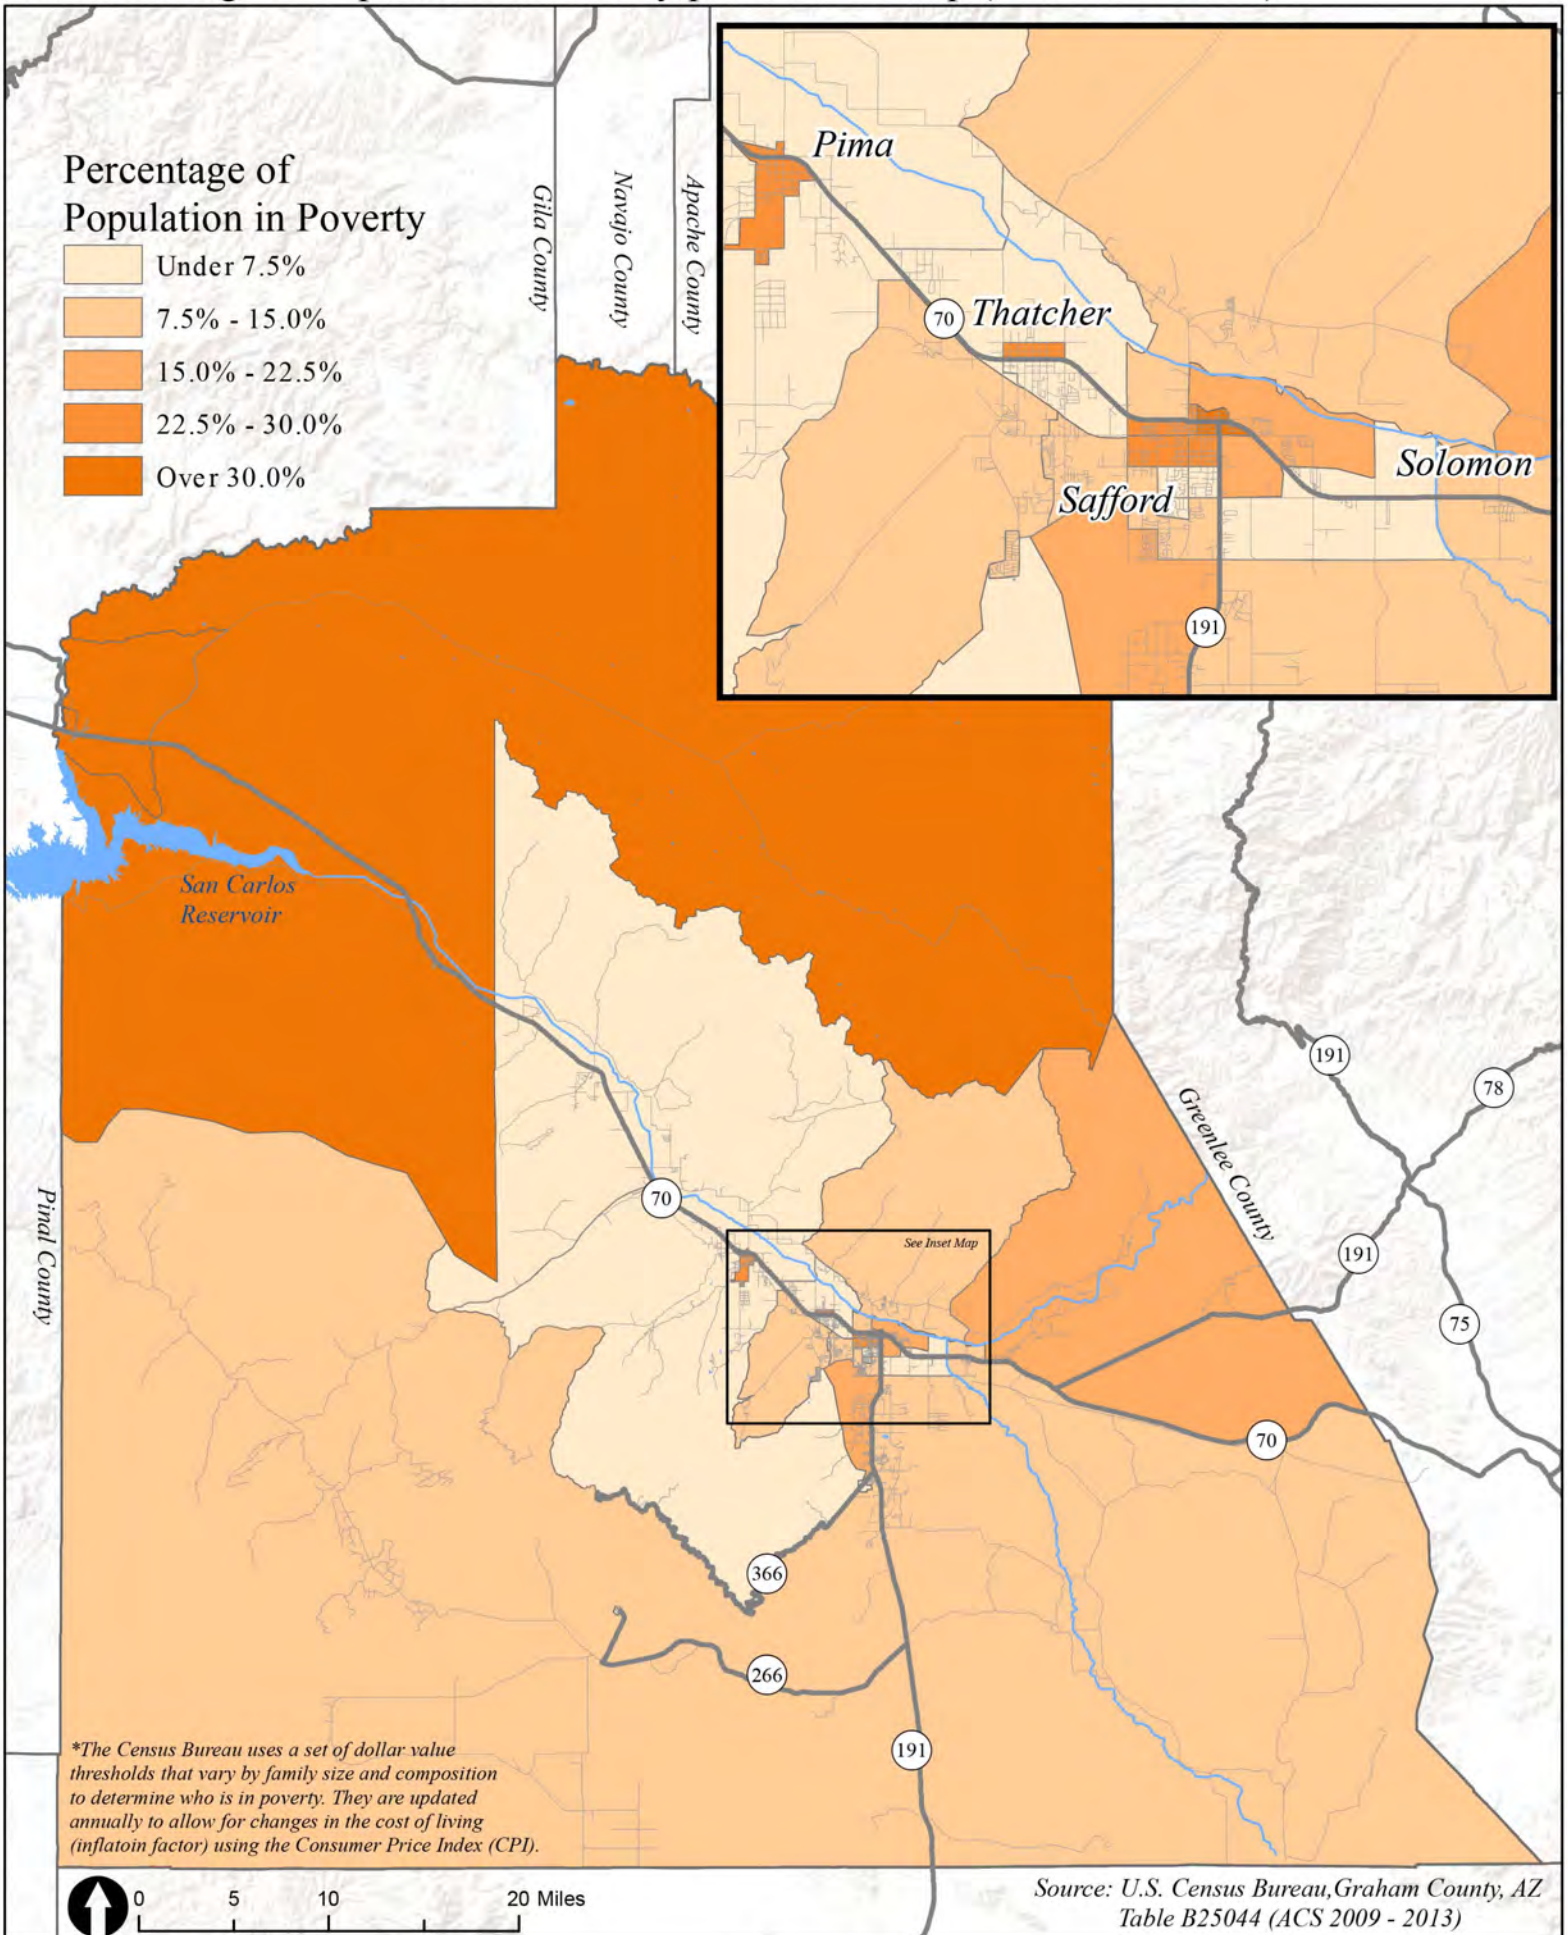 Percentage of
Population in Poverty
Under 7.5%
7.5% - 15.0%
15.0% - 22.5%
22.5% - 30.0%
Over 30.0%
Gila County
Navajo County
Apache County
Pima
70
Thatcher
Solomon
Safford
191
San Carlos
Reservoir
191
78
Greenlee County
Pinal County
70
See Inset Map
191
75
70
366
266
191
*The Census Bureau uses a set of dollar value
thresholds that vary by family size and composition
to determine who is in poverty. They are updated
annually to allow for changes in the cost of living
(inflatoin factor) using the Consumer Price Index (CPI).
0 5 10 20 Miles
Source: U.S. Census Bureau,Graham County, AZ
Table B25044 (ACS 2009 - 2013)